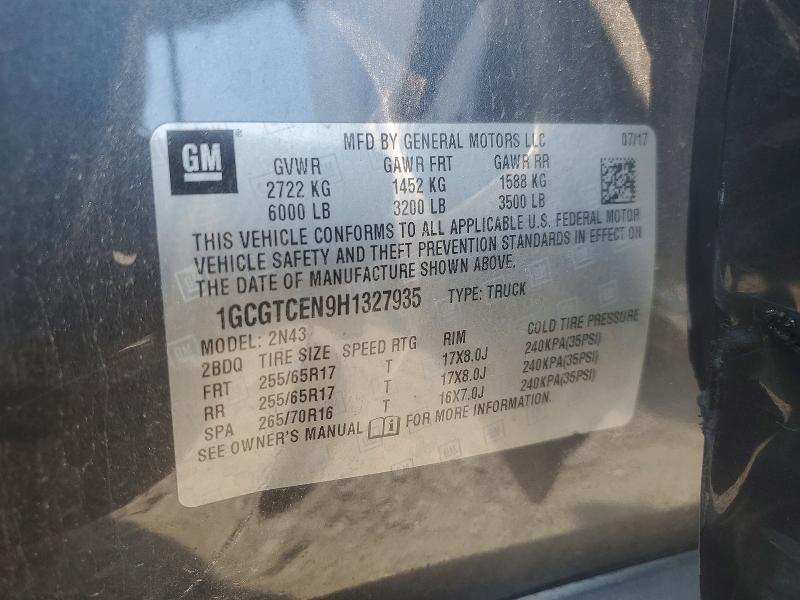 GM ® MFD BY GENERAL MOTORS LLC 07/17
GVWR GAWR FRT GAWR RR
2722 KG 1452 KG 1588 KG
6000 LB 3200 LB 3500 LB
THIS VEHICLE CONFORMS TO ALL APPLICABLE U.S. FEDERAL MOTOR
VEHICLE SAFETY AND THEFT PREVENTION STANDARDS IN EFFECT ON
THE DATE OF MANUFACTURE SHOWN ABOVE.
1GCGTCEN9H1327935 TYPE: TRUCK
MODEL: 2N43
2BDQ TIRE SIZE SPEED RTG RIM COLD TIRE PRESSURE
FRT 255/65R17 T 17X8.0J 240KPA(35PSI)
RR 255/65R17 T 17X8.0J 240KPA(35PSI)
SPA 265/70R16 T 16X7.0J 240KPA(35PSI)
SEE OWNER'S MANUAL i FOR MORE INFORMATION.